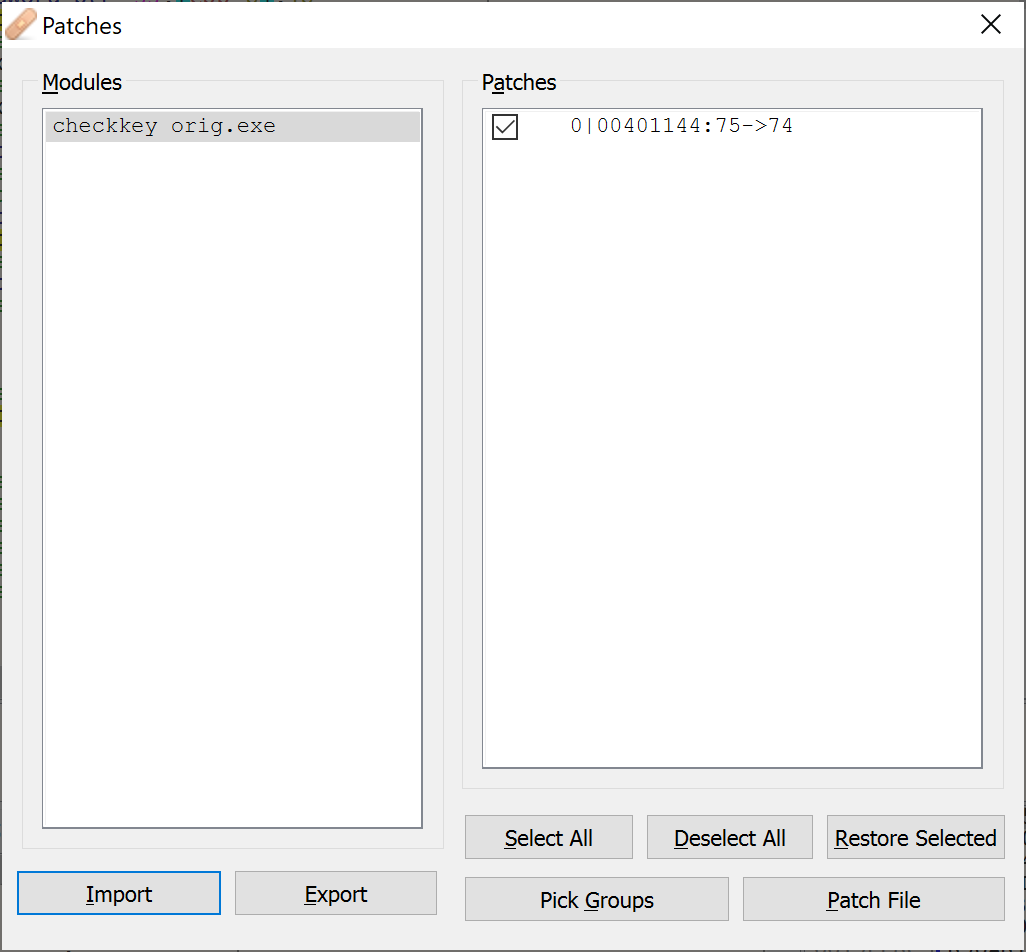 Patches
Modules
checkkey orig.exe
Patches
0|00401144:75->74
Select All
Deselect All
Restore Selected
Import
Export
Pick Groups
Patch File